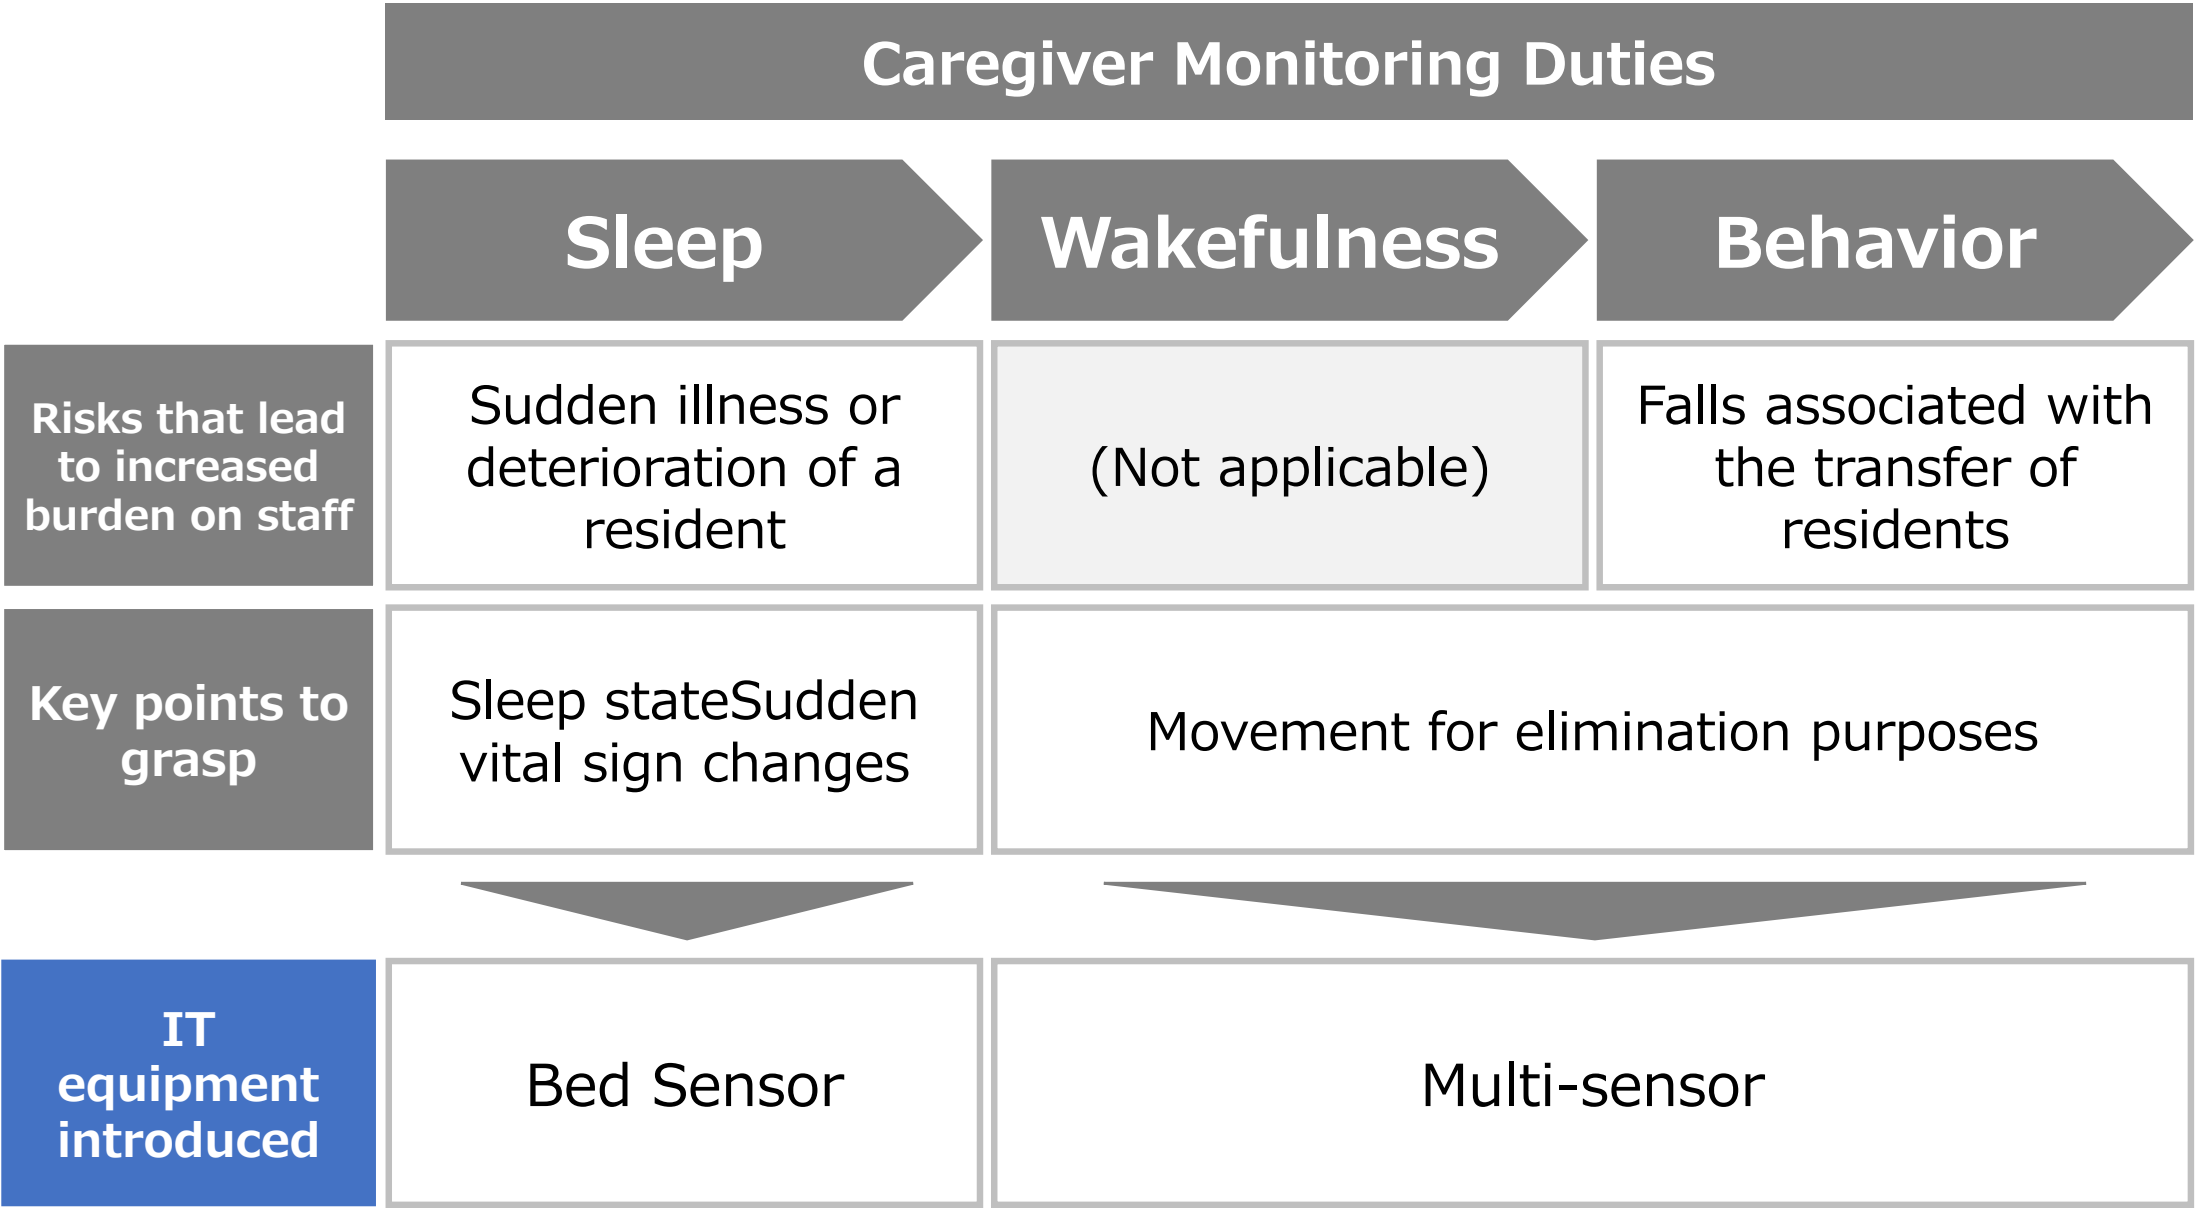 Caregiver Monitoring Duties
Sleep
Wakefulness
Behavior
Risks that lead
to increased
burden on staff
Sudden illness or
deterioration of a
resident
(Not applicable)
Falls associated with
the transfer of
residents
Key points to
grasp
Sleep stateSudden
vital sign changes
Movement for elimination purposes
IT
equipment
introduced
Bed Sensor
Multi-sensor